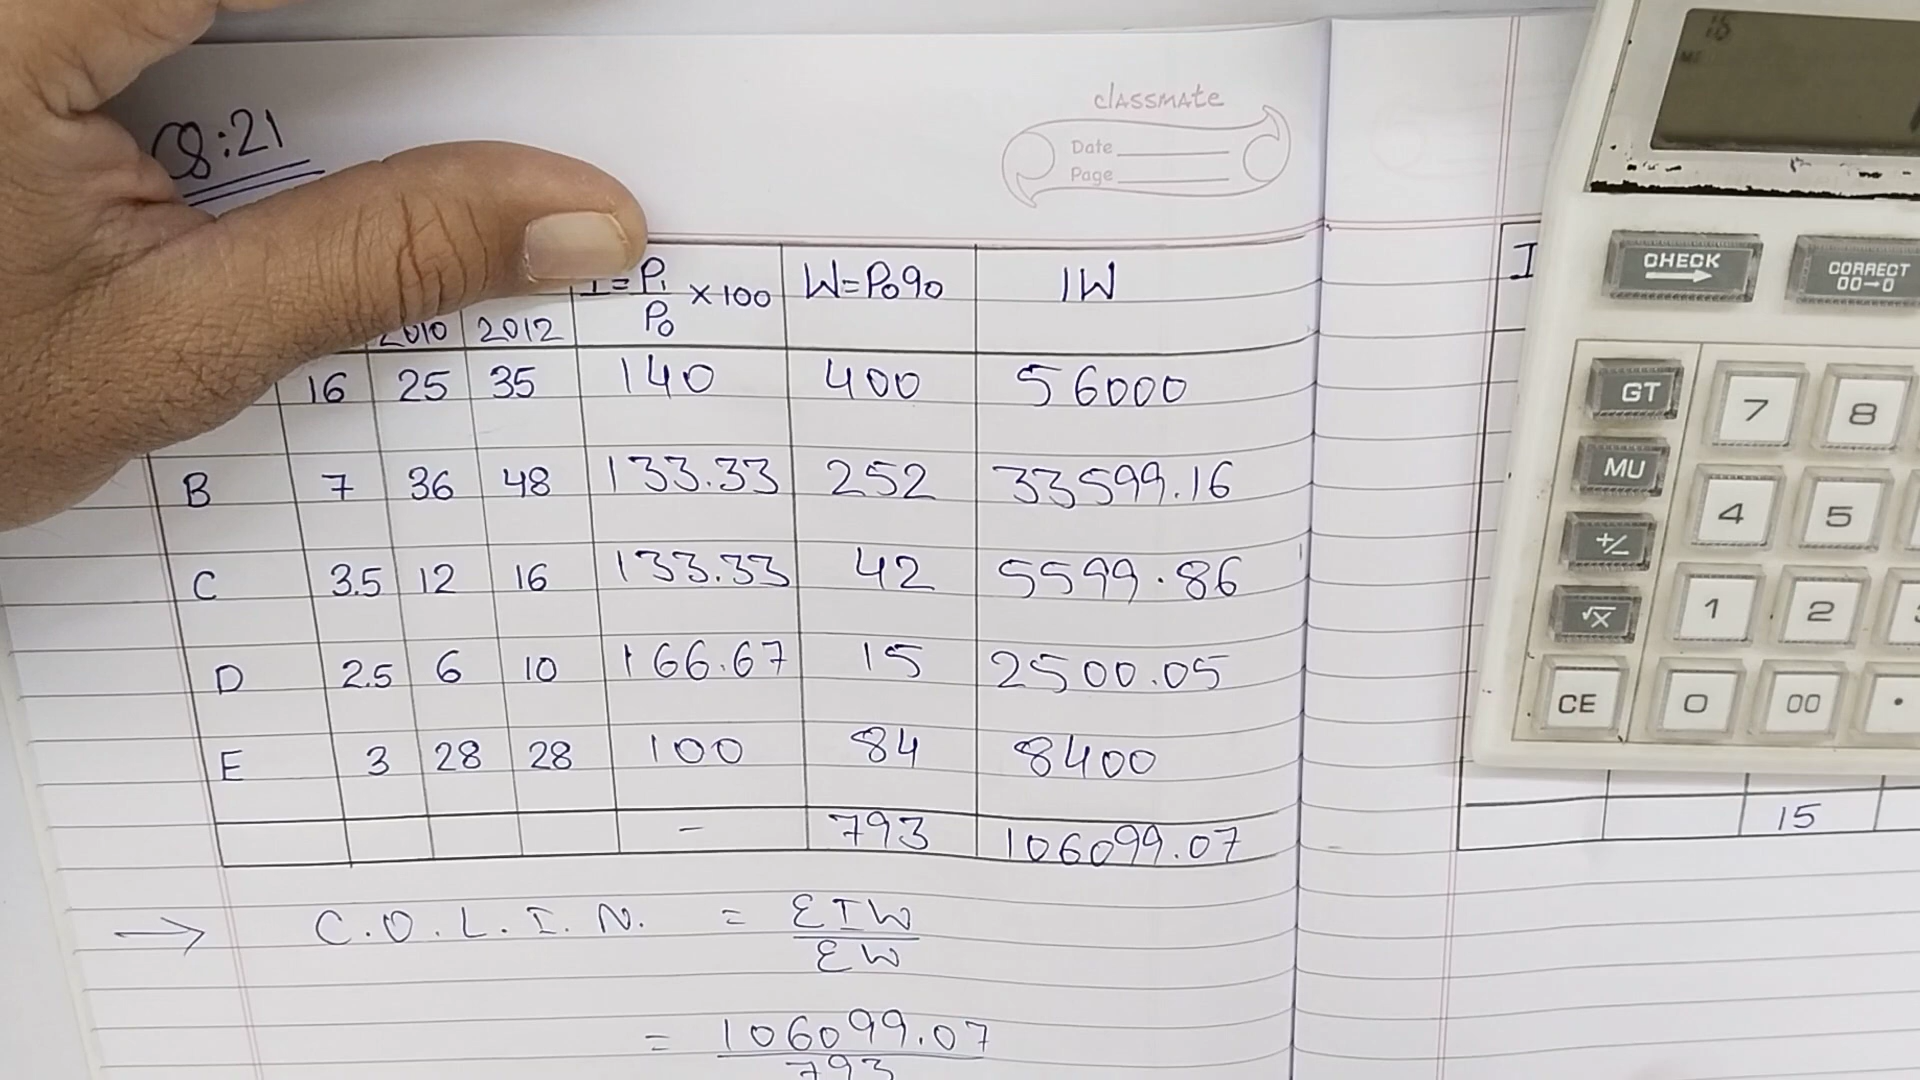 8:21
classmate
Date
Page
I = P₁/P₀ × 100 W=P₀q₀ IW
2010 2012
16 25 35 140 400 56000
B 7 36 48 133.33 252 33599.16
C 3.5 12 16 133.33 42 5599.86
D 2.5 6 10 166.67 15 2500.05
E 3 28 28 100 84 8400
- 793 106099.07
→ C.O.L.I.N. = ΣIW
ΣW
= 106099.07
793
I
15
CHECK CORRECT
00→0
GT 7 8
MU 4 5
+/- 1 2
√x
CE 0 00 •